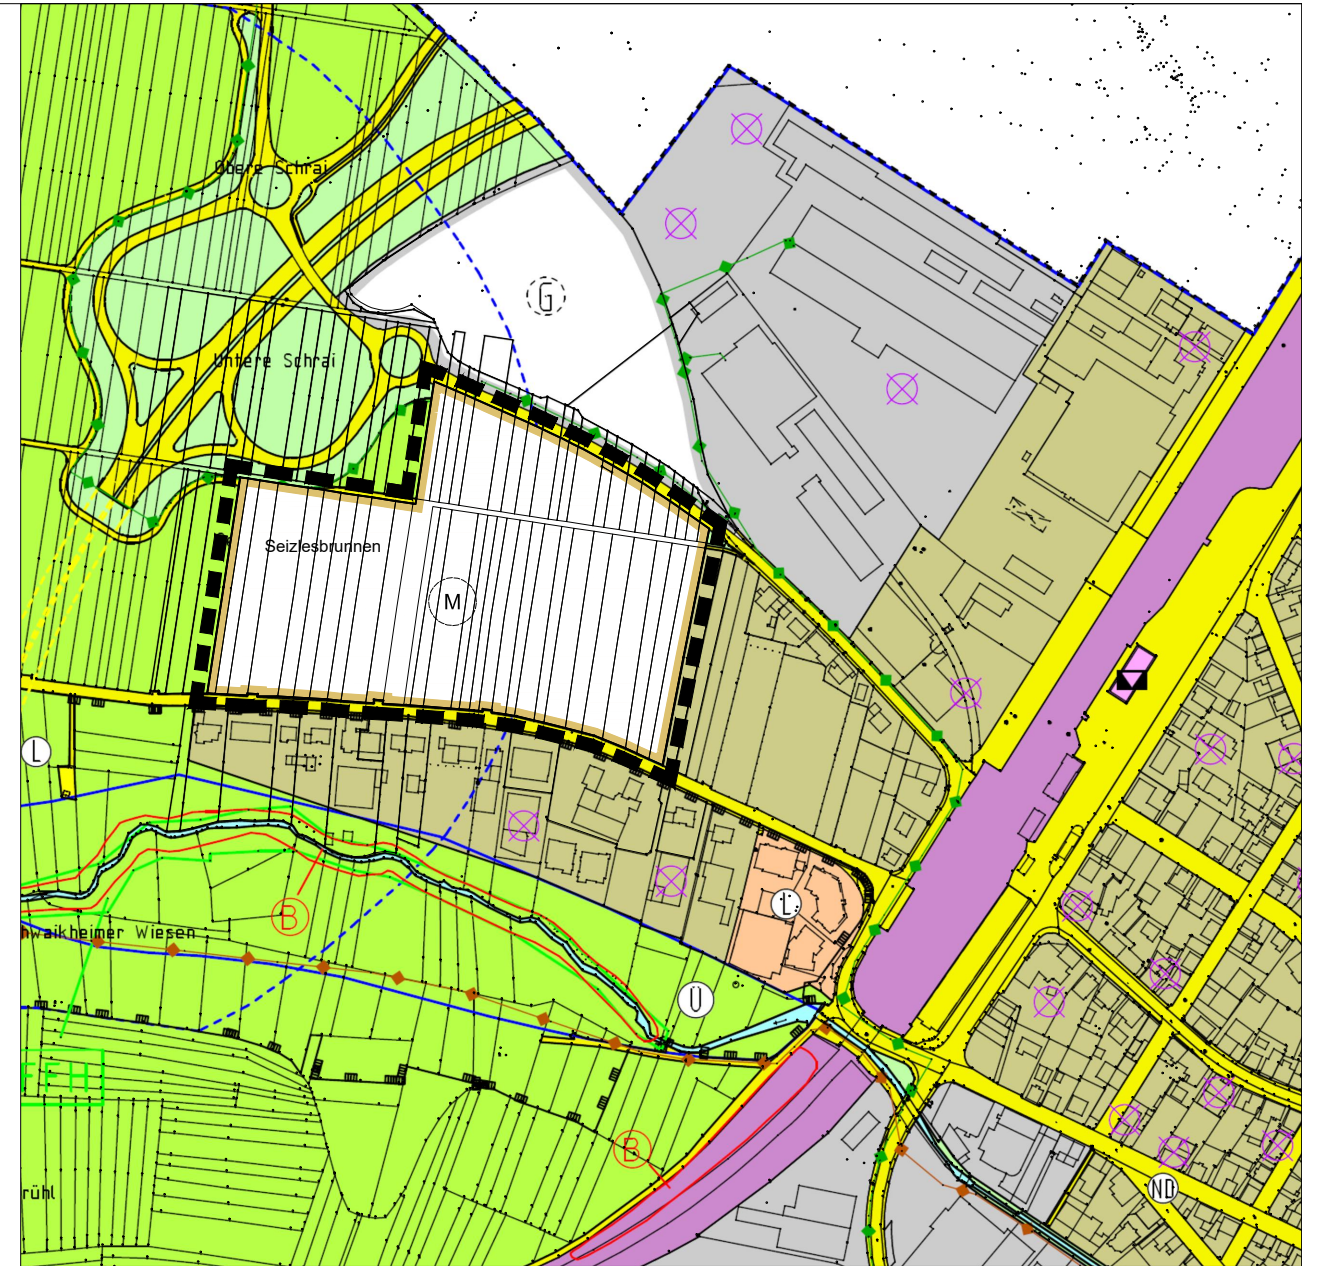 Obere Schrai
G
Untere Schrai
Seizlesbrunnen
M
L
L
B
hwaikheimer Wiesen
Ü
FFH
B
ND
rühl